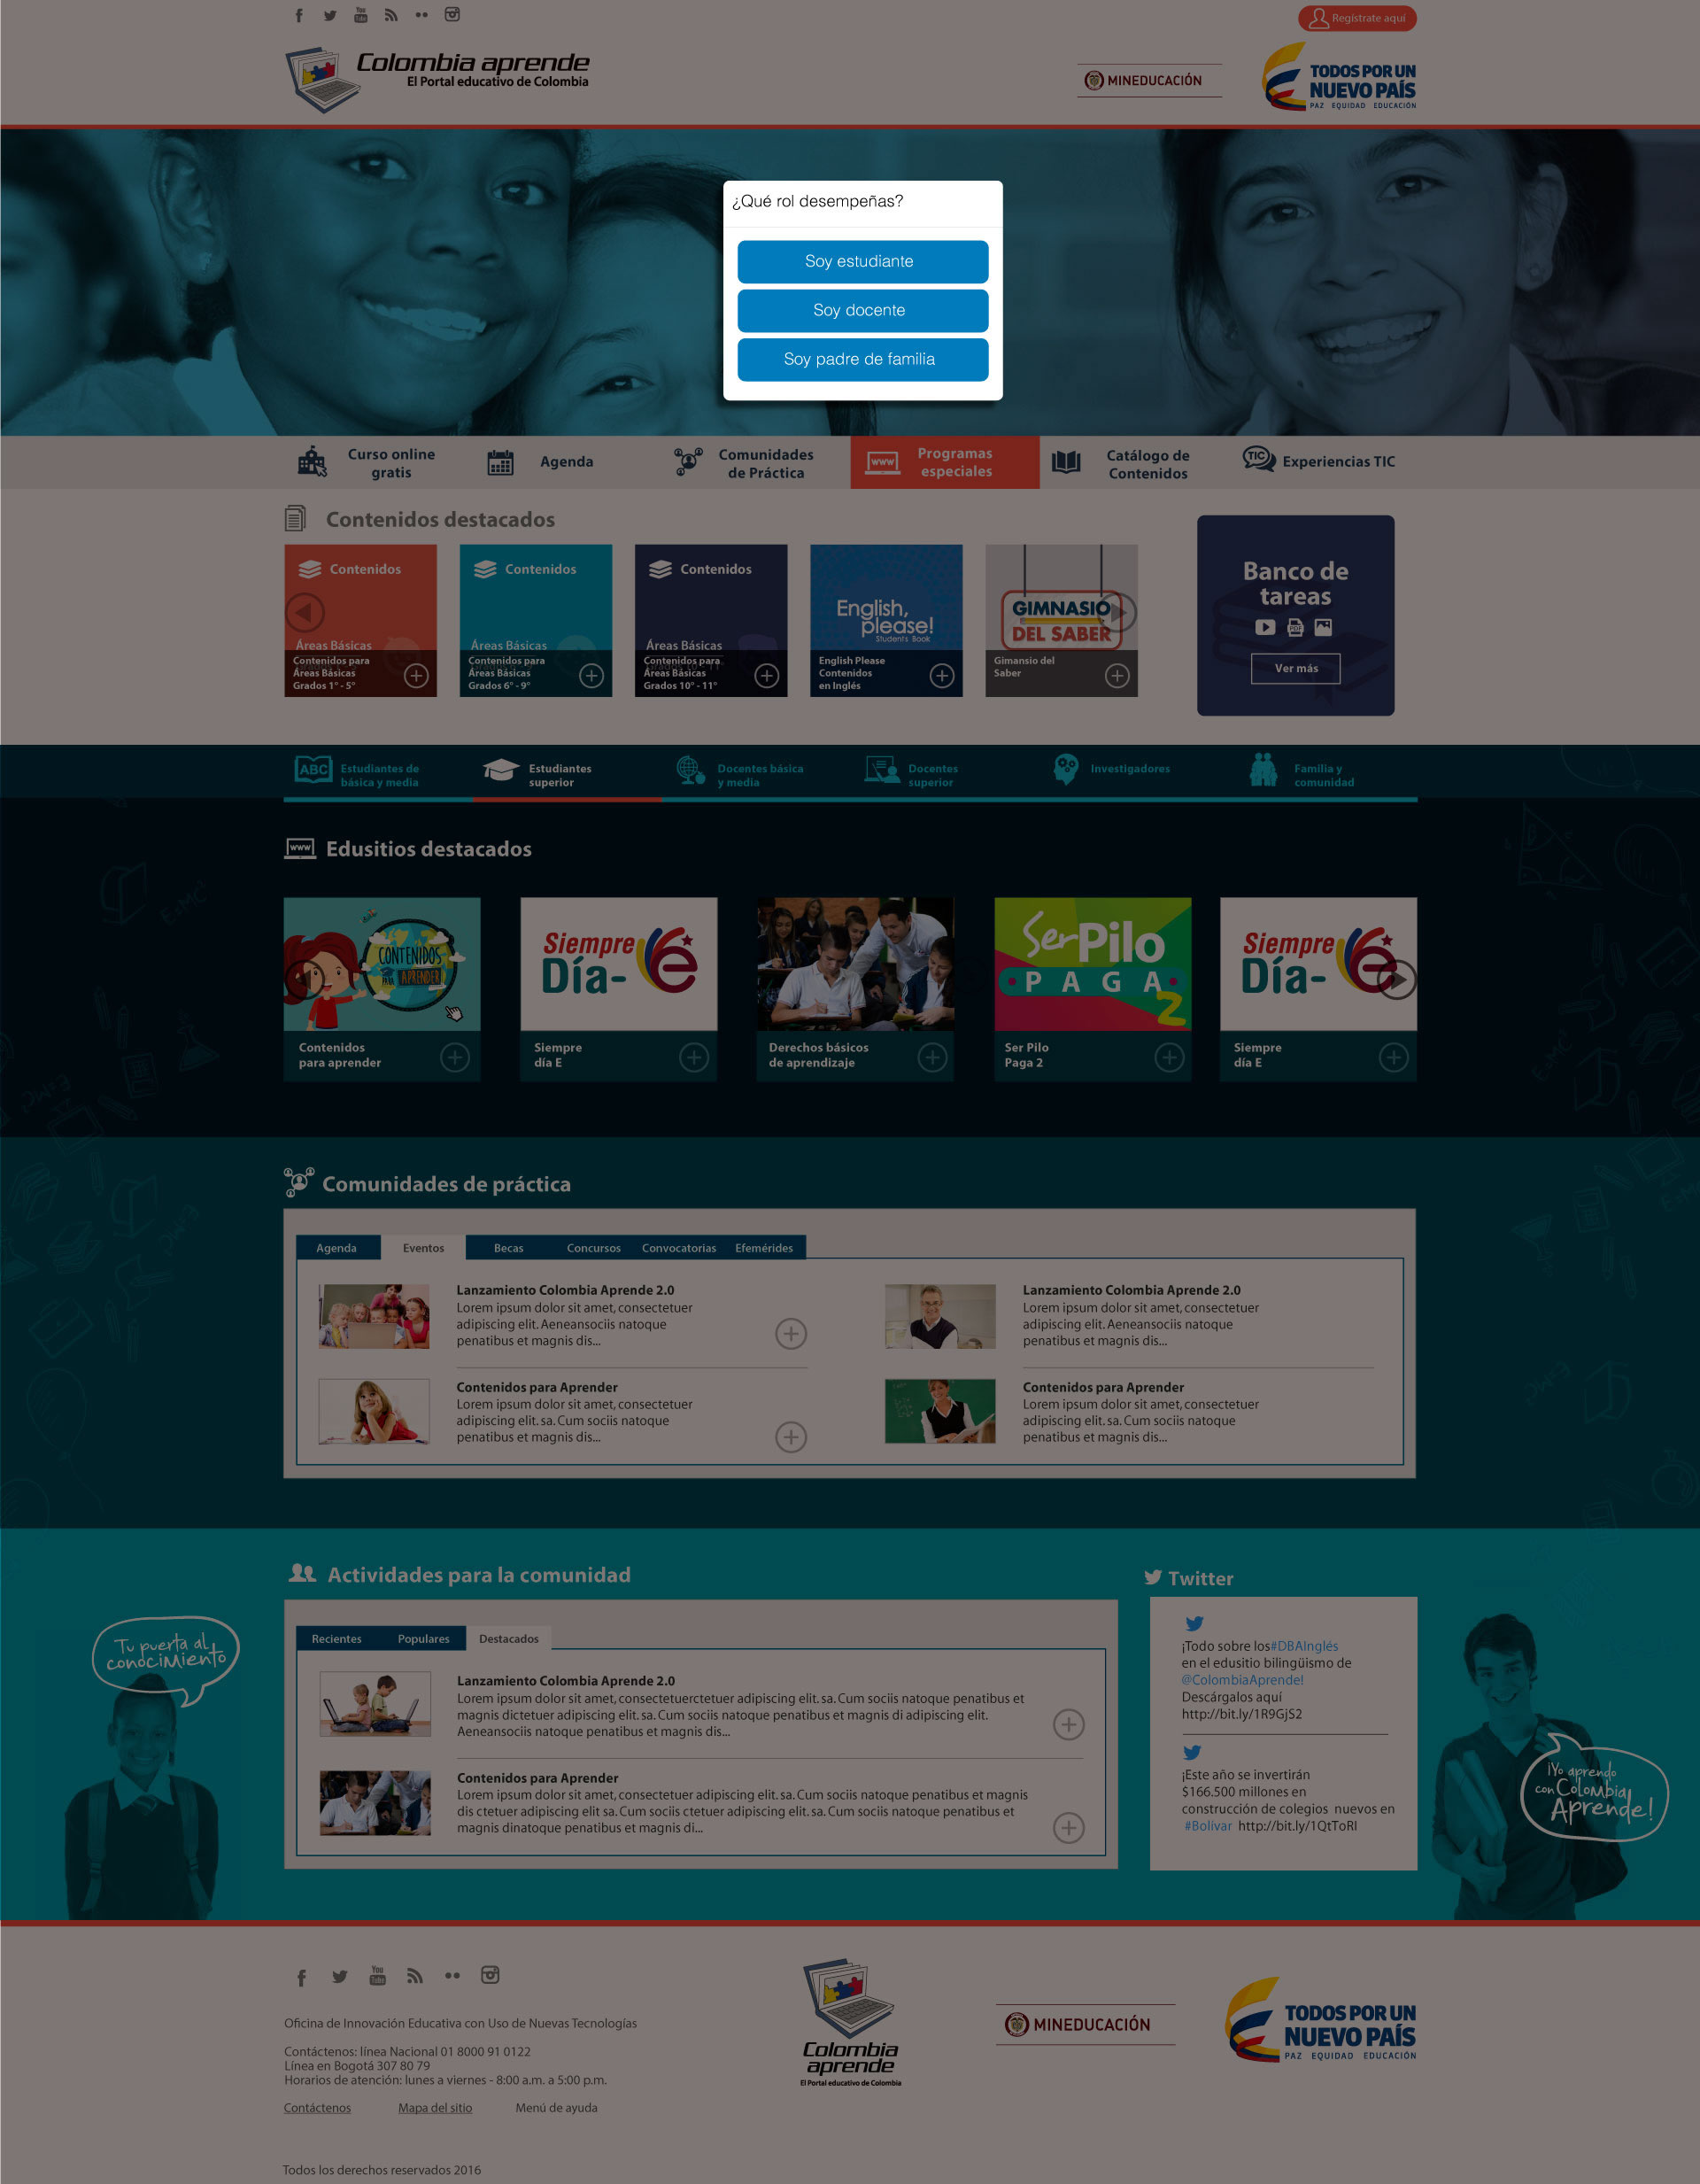 Registrate aquí
Colombia aprende
El Portal educativo de Colombia
MINEDUCACIÓN
TODOS POR UN
NUEVO PAÍS
PAZ EQUIDAD EDUCACIÓN
¿Qué rol desempeñas?
Soy estudiante
Soy docente
Soy padre de familia
Curso online
gratis
Agenda
Comunidades
de Práctica
www
Programas
especiales
Catálogo de
Contenidos
TIC
Experiencias TIC
Contenidos destacados
Contenidos
Áreas Básicas
Contenidos para
Áreas Básicas
Grados 1° - 5°
Contenidos
Áreas Básicas
Contenidos para
Áreas Básicas
Grados 6° - 9°
Contenidos
Áreas Básicas
Contenidos para
Áreas Básicas
Grados 10° - 11°
English,
please!
Student's Book
English Please
Contenidos
en Inglés
GIMNASIO
DEL SABER
Gimansio del
Saber
Banco de
tareas
PDF
Ver más
ABC
Estudiantes de
básica y media
Estudiantes
superior
Docentes básica
y media
Docentes
superior
Investigadores
Familia y
comunidad
www
Edusitios destacados
CONTENIDOS
PARA APRENDER
Contenidos
para aprender
Siempre
Día-e
Siempre
día E
Derechos básicos
de aprendizaje
Ser Pilo
PAGA
2
Ser Pilo
Paga 2
Siempre
Día-e
Siempre
día E
Comunidades de práctica
Agenda
Eventos
Becas
Concursos
Convocatorias
Efemérides
Lanzamiento Colombia Aprende 2.0
Lorem ipsum dolor sit amet, consectetuer
adipiscing elit. Aeneansociis natoque
penatibus et magnis dis...
Lanzamiento Colombia Aprende 2.0
Lorem ipsum dolor sit amet, consectetuer
adipiscing elit. Aeneansociis natoque
penatibus et magnis dis...
Contenidos para Aprender
Lorem ipsum dolor sit amet, consectetuer
adipiscing elit. sa. Cum sociis natoque
penatibus et magnis dis...
Contenidos para Aprender
Lorem ipsum dolor sit amet, consectetuer
adipiscing elit. sa. Cum sociis natoque
penatibus et magnis dis...
Actividades para la comunidad
Recientes
Populares
Destacados
Lanzamiento Colombia Aprende 2.0
Lorem ipsum dolor sit amet, consectetuerctetuer adipiscing elit. sa. Cum sociis natoque penatibus et
magnis dictetuer adipiscing elit. sa. Cum sociis natoque penatibus et magnis di adipiscing elit.
Aeneansociis natoque penatibus et magnis dis...
Contenidos para Aprender
Lorem ipsum dolor sit amet, consectetuer adipiscing elit. sa. Cum sociis natoque penatibus et magnis
dis ctetuer adipiscing elit sa. Cum sociis ctetuer adipiscing elit. sa. Cum sociis natoque penatibus et
magnis dinatoque penatibus et magnis di...
Twitter
¡Todo sobre los#DBAInglés
en el edusitio bilingüismo de
@ColombiaAprende!
Descárgalos aquí
http://bit.ly/1R9GjS2
¡Este año se invertirán
$166.500 millones en
construcción de colegios nuevos en
#Bolívar http://bit.ly/1QtToRl
Tu puerta al
conocimiento
¡Yo aprendo
con Colombia
Aprende!
You
Tube
Oficina de Innovación Educativa con Uso de Nuevas Tecnologías
Contáctenos: línea Nacional 01 8000 91 0122
Línea en Bogotá 307 80 79
Horarios de atención: lunes a viernes - 8:00 a.m. a 5:00 p.m.
Contáctenos
Mapa del sitio
Menú de ayuda
Colombia
aprende
El Portal educativo de Colombia
MINEDUCACIÓN
TODOS POR UN
NUEVO PAÍS
PAZ EQUIDAD EDUCACIÓN
Todos los derechos reservados 2016